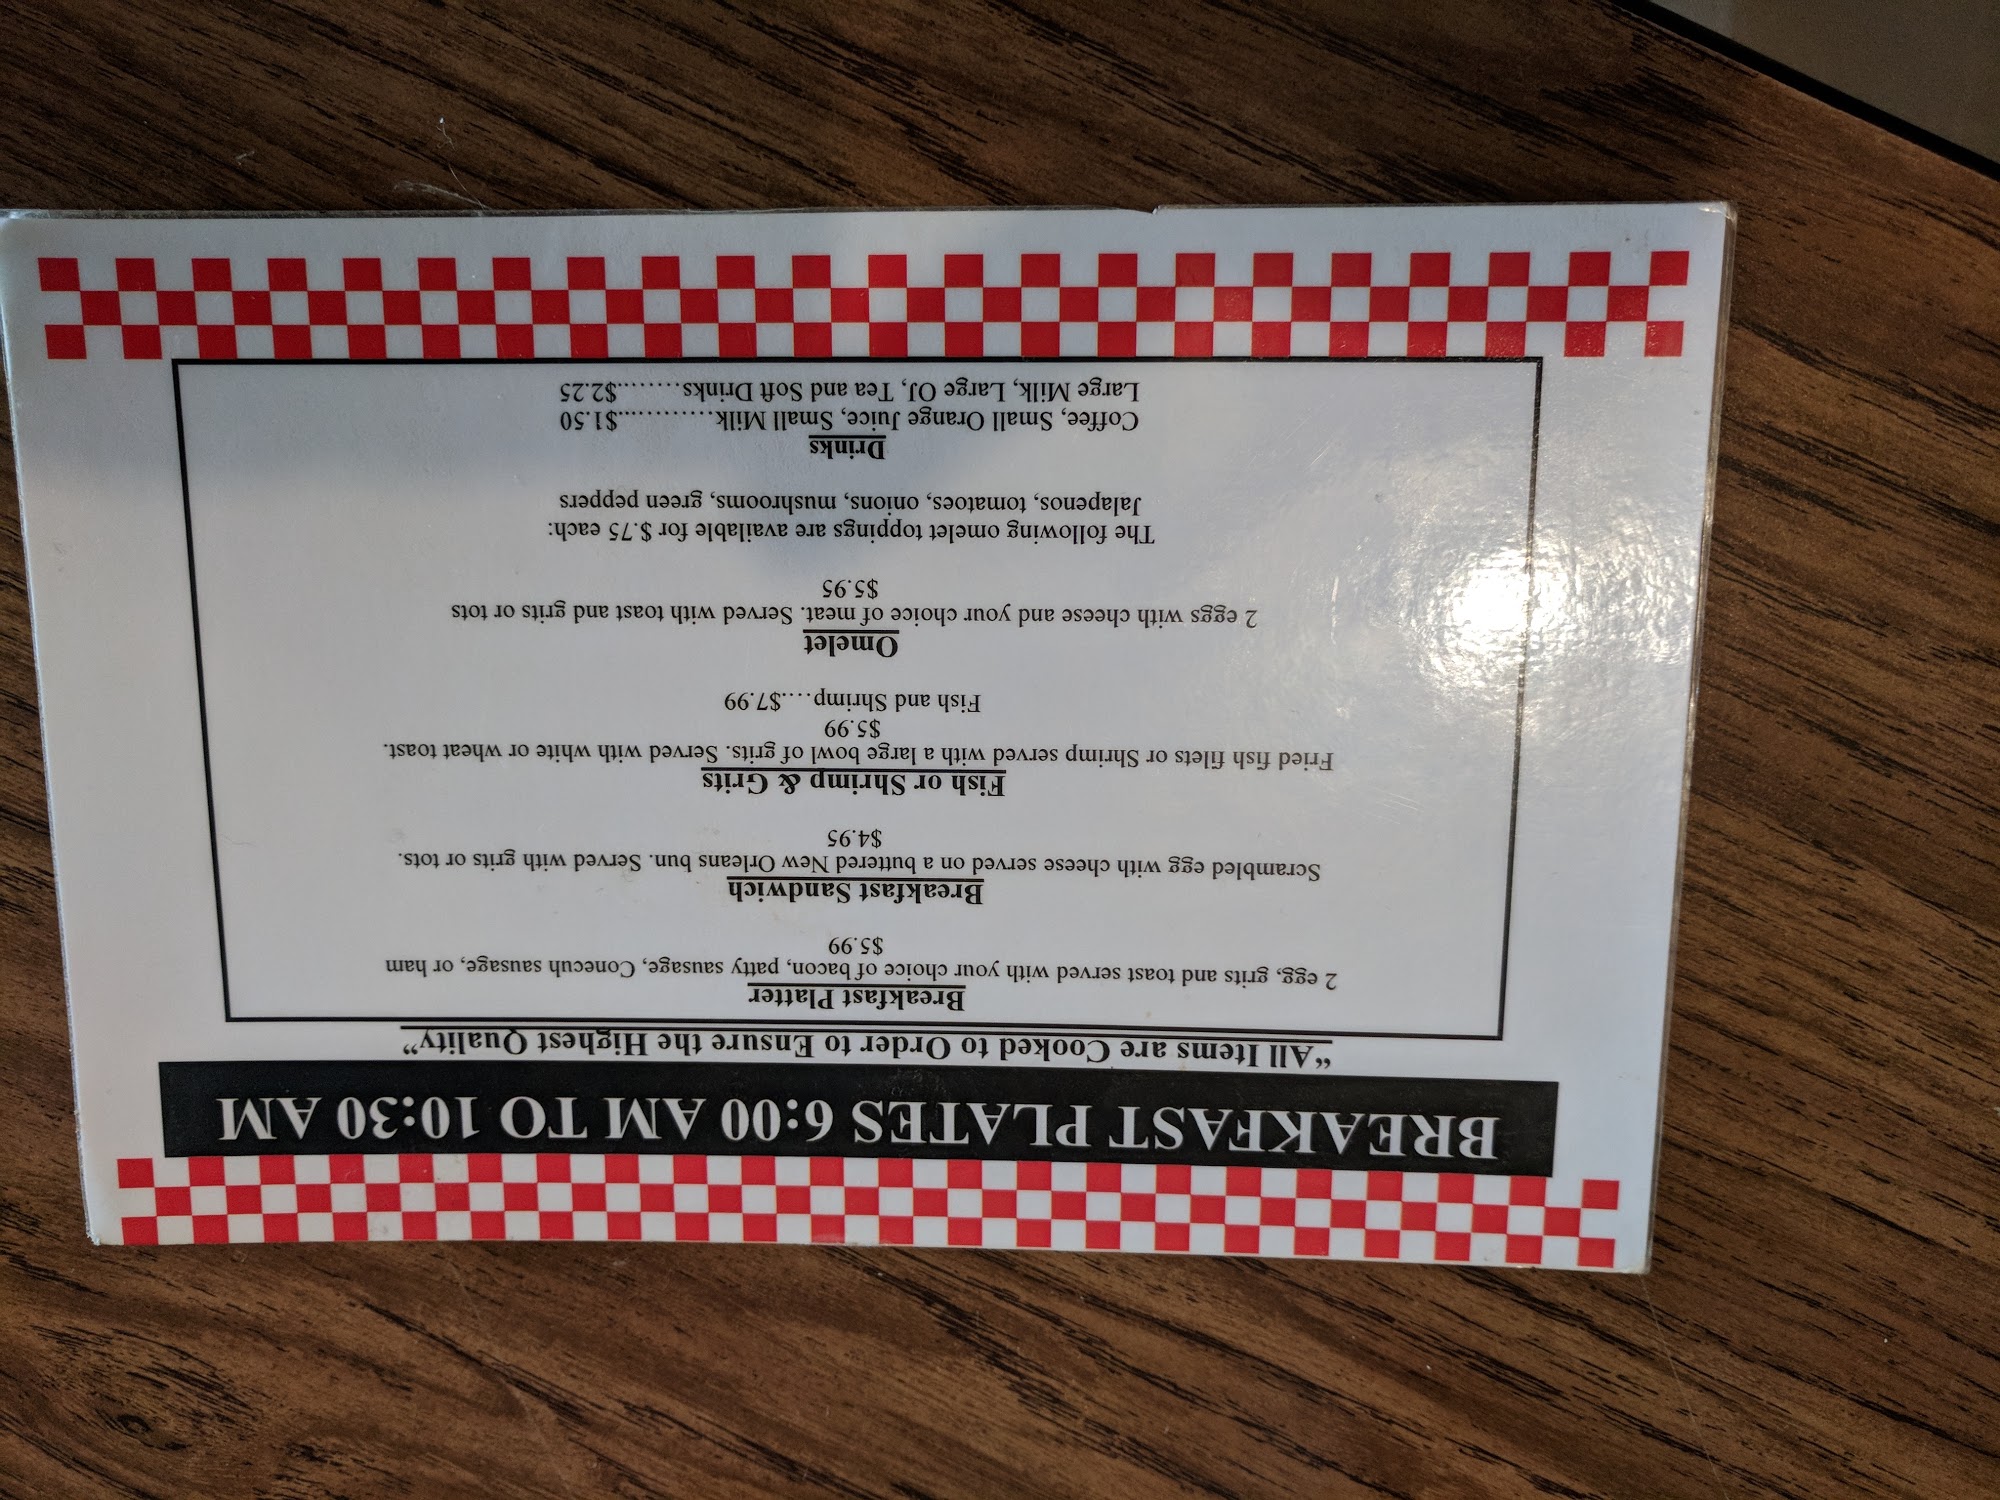 BREAKFAST PLATES 6:00 AM TO 10:30 AM
“All Items are Cooked to Order to Ensure the Highest Quality”
Breakfast Platter
2 egg, grits and toast served with your choice of bacon, patty sausage, Conecuh sausage, or ham
$5.99
Breakfast Sandwich
Scrambled egg with cheese served on a buttered New Orleans bun. Served with grits or tots.
$4.95
Fish or Shrimp & Grits
Fried fish filets or Shrimp served with a large bowl of grits. Served with white or wheat toast.
$5.99
Fish and Shrimp....$7.99
Omelet
2 eggs with cheese and your choice of meat. Served with toast and grits or tots
$5.95
The following omelet toppings are available for $.75 each:
Jalapenos, tomatoes, onions, mushrooms, green peppers
Drinks
Coffee, Small Orange Juice, Small Milk............$1.50
Large Milk, Large OJ, Tea and Soft Drinks........$2.25